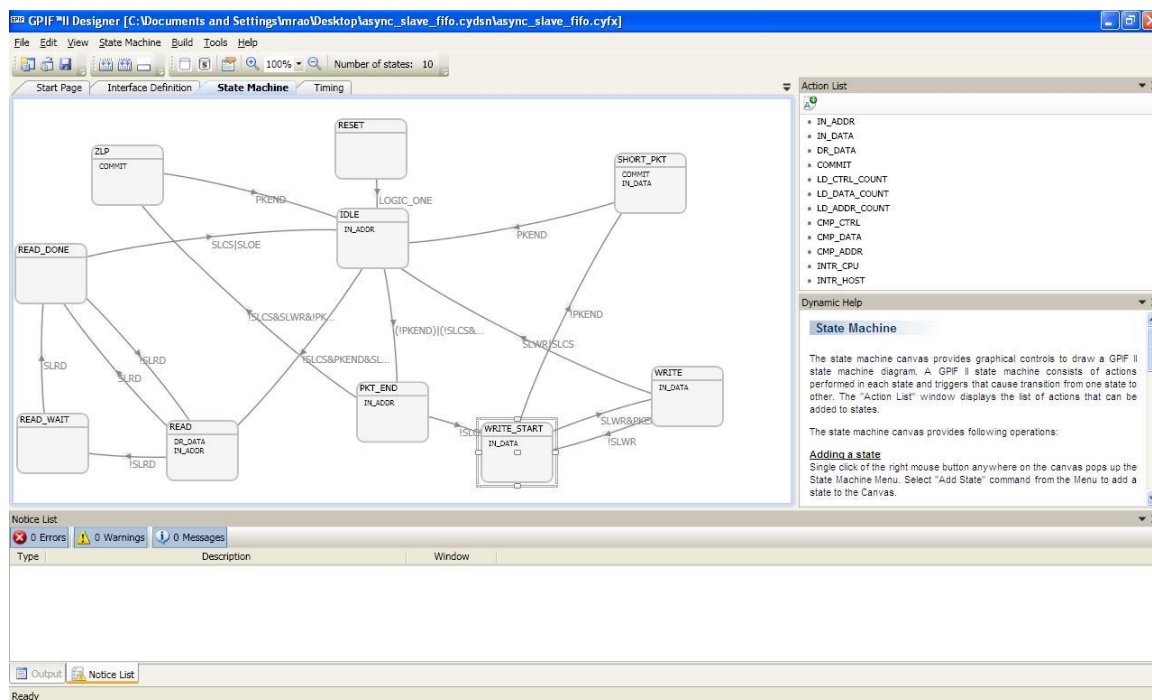 GPIF GPIF ™II Designer [C:\Documents and Settings\mrao\Desktop\async_slave_fifo.cydsn\async_slave_fifo.cyfx]
File Edit View State Machine Build Tools Help
100% Number of states: 10
Start Page Interface Definition State Machine Timing
RESET
ZLP
COMMIT
SHORT_PKT
COMMIT
IN_DATA
PKEND
LOGIC_ONE
IDLE
IN_ADDR
PKEND
READ_DONE
SLCS|SLOE
!SLCS&SLWR&!PK...
(!PKEND)|(!SLCS&...
!PKEND
SLWR|SLCS
!SLRD
!SLCS&PKEND&SL...
SLRD
SLRD
PKT_END
IN_ADDR
WRITE
IN_DATA
READ_WAIT
READ
DR_DATA
IN_ADDR
!SLRD
WRITE_START
IN_DATA
SLWR&PKE
!SLWR
Action List
IN_ADDR
IN_DATA
DR_DATA
COMMIT
LD_CTRL_COUNT
LD_DATA_COUNT
LD_ADDR_COUNT
CMP_CTRL
CMP_DATA
CMP_ADDR
INTR_CPU
INTR_HOST
Dynamic Help
State Machine
The state machine canvas provides graphical controls to draw a GPIF II
state machine diagram. A GPIF II state machine consists of actions
performed in each state and triggers that cause transition from one state to
other. The "Action List" window displays the list of actions that can be
added to states.
The state machine canvas provides following operations:
Adding a state
Single click of the right mouse button anywhere on the canvas pops up the
State Machine Menu. Select "Add State" command from the Menu to add a
state to the Canvas.
Notice List
0 Errors 0 Warnings 0 Messages
Type Description Window
Output Notice List
Ready